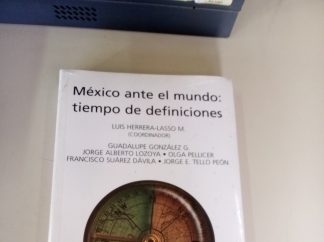 México ante el mundo:
tiempo de definiciones
LUIS HERRERA-LASSO M.
(COORDINADOR)
GUADALUPE GONZÁLEZ G.
JORGE ALBERTO LOZOYA • OLGA PELLICER
FRANCISCO SUÁREZ DÁVILA • JORGE E. TELLO PEÓN